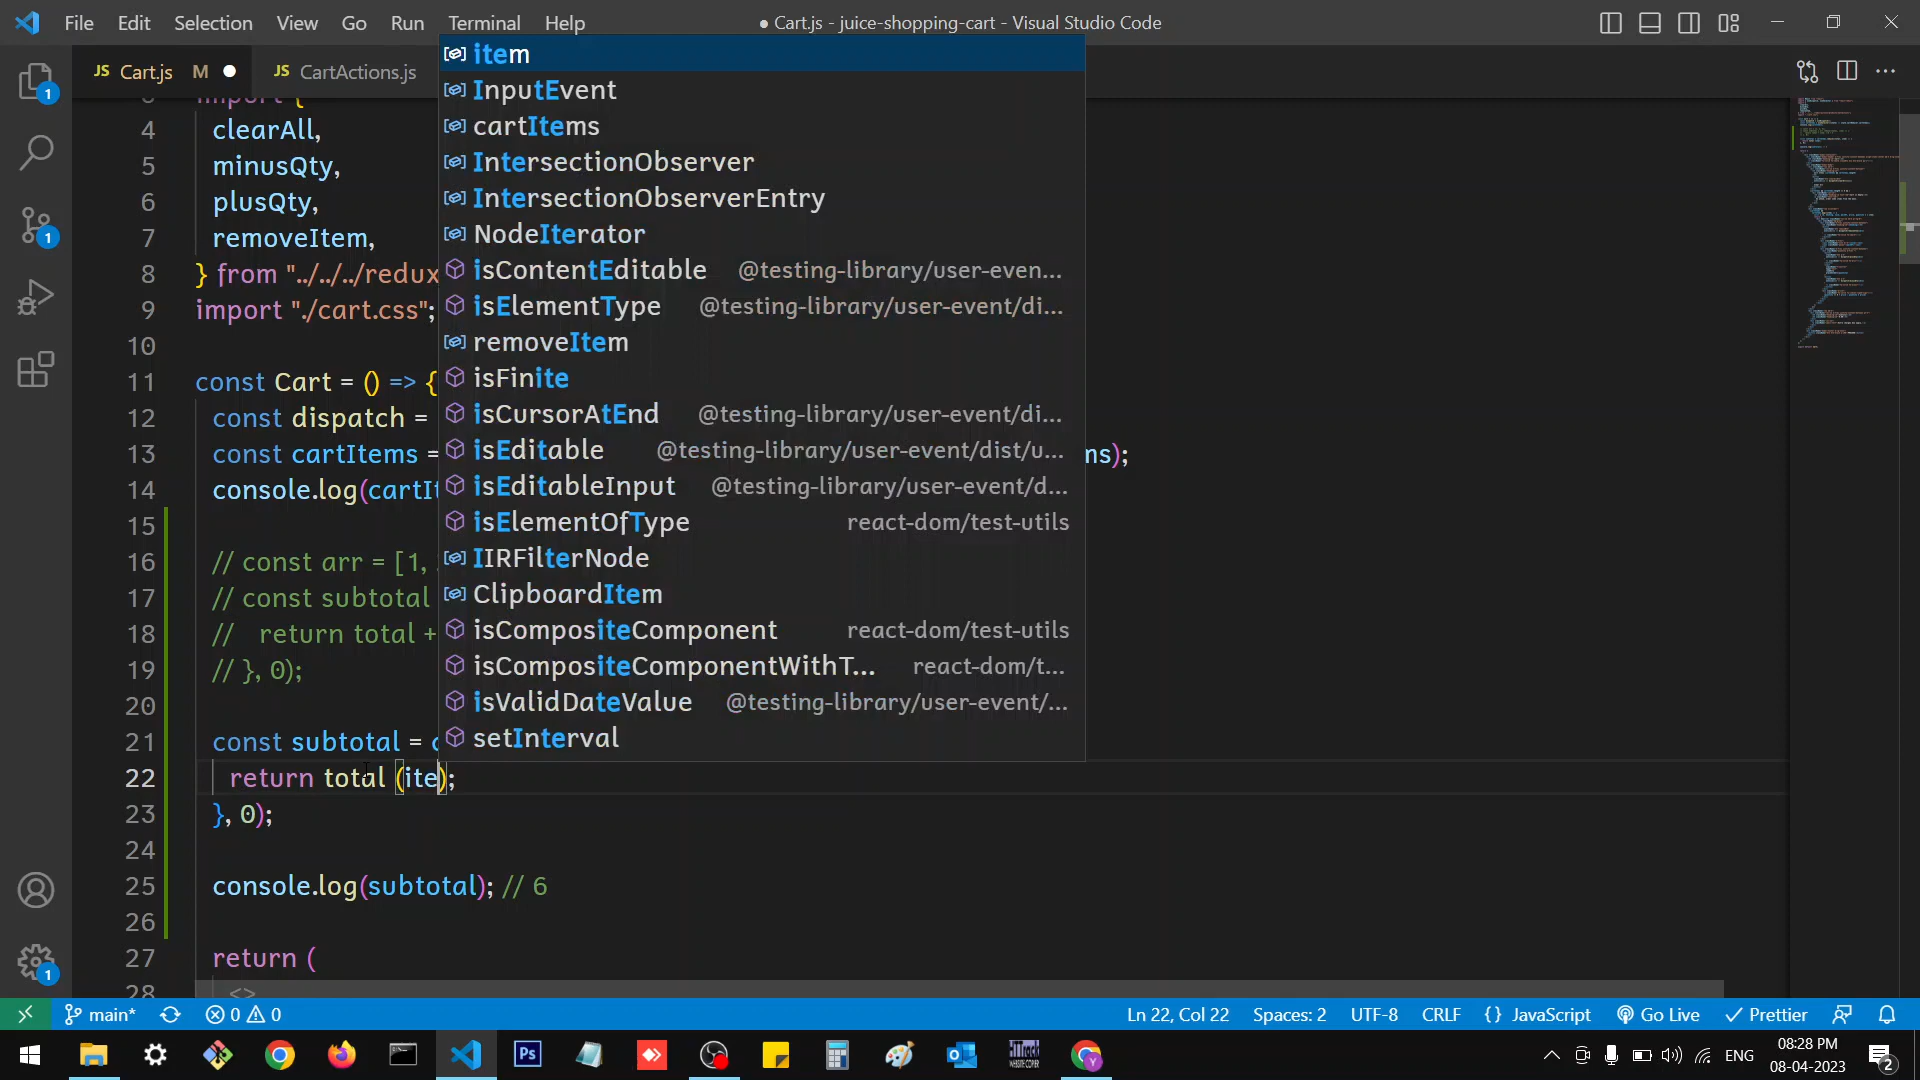 File Edit Selection View Go Run Terminal Help ● Cart.js - juice-shopping-cart - Visual Studio Code
JS Cart.js M ● JS CartActions.js
import {
4 clearAll,
5 minusQty,
6 plusQty,
7 removeItem,
8 } from "../../../redux
9 import "./cart.css";
10
11 const Cart = () => {
12 const dispatch =
13 const cartItems = ns);
14 console.log(cartIt
15
16 // const arr = [1,
17 // const subtotal
18 // return total +
19 // }, 0);
20
21 const subtotal = c
22 return total (ite);
23 }, 0);
24
25 console.log(subtotal); // 6
26
27 return (
28 <>
item
InputEvent
cartItems
IntersectionObserver
IntersectionObserverEntry
NodeIterator
isContentEditable @testing-library/user-even...
isElementType @testing-library/user-event/di...
removeItem
isFinite
isCursorAtEnd @testing-library/user-event/di...
isEditable @testing-library/user-event/dist/u...
isEditableInput @testing-library/user-event/d...
isElementOfType react-dom/test-utils
IIRFilterNode
ClipboardItem
isCompositeComponent react-dom/test-utils
isCompositeComponentWithT... react-dom/t...
isValidDateValue @testing-library/user-event/...
setInterval
1
1
1
main* 0 0 Ln 22, Col 22 Spaces: 2 UTF-8 CRLF {} JavaScript Go Live Prettier
Ps ENG 08:28 PM
08-04-2023 2